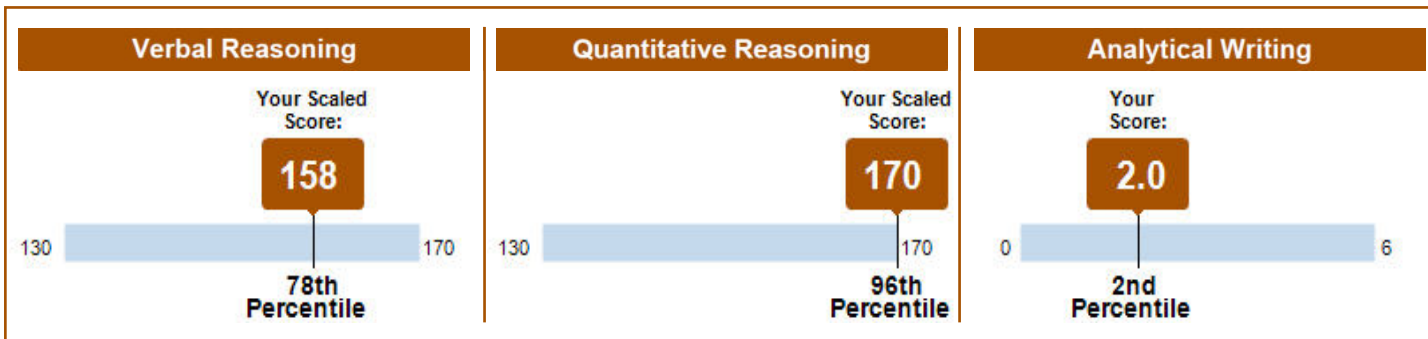 Verbal Reasoning
Your Scaled
Score:
158
130
170
78th
Percentile
Quantitative Reasoning
Your Scaled
Score:
170
130
170
96th
Percentile
Analytical Writing
Your
Score:
2.0
0
6
2nd
Percentile